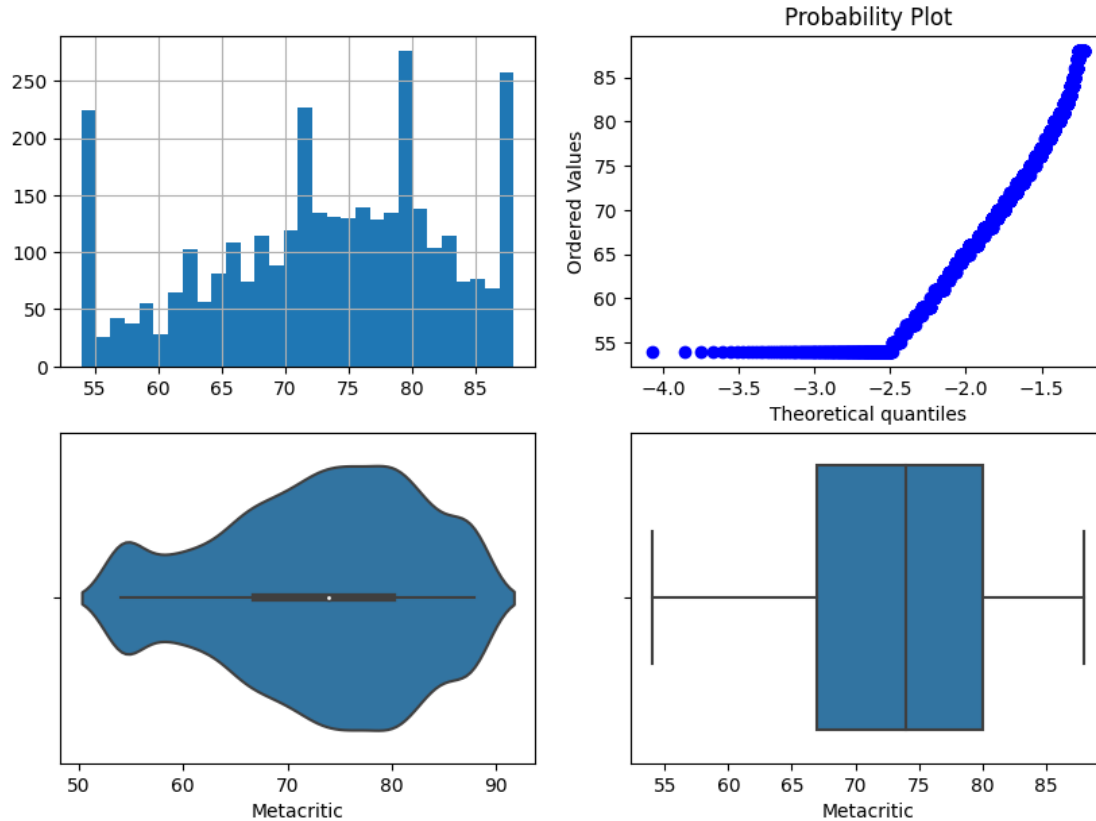 250
200
150
100
50
0
55 60 65 70 75 80 85
Probability Plot
Ordered Values
85
80
75
70
65
60
55
−4.0 −3.5 −3.0 −2.5 −2.0 −1.5
Theoretical quantiles
50 60 70 80 90
Metacritic
55 60 65 70 75 80 85
Metacritic